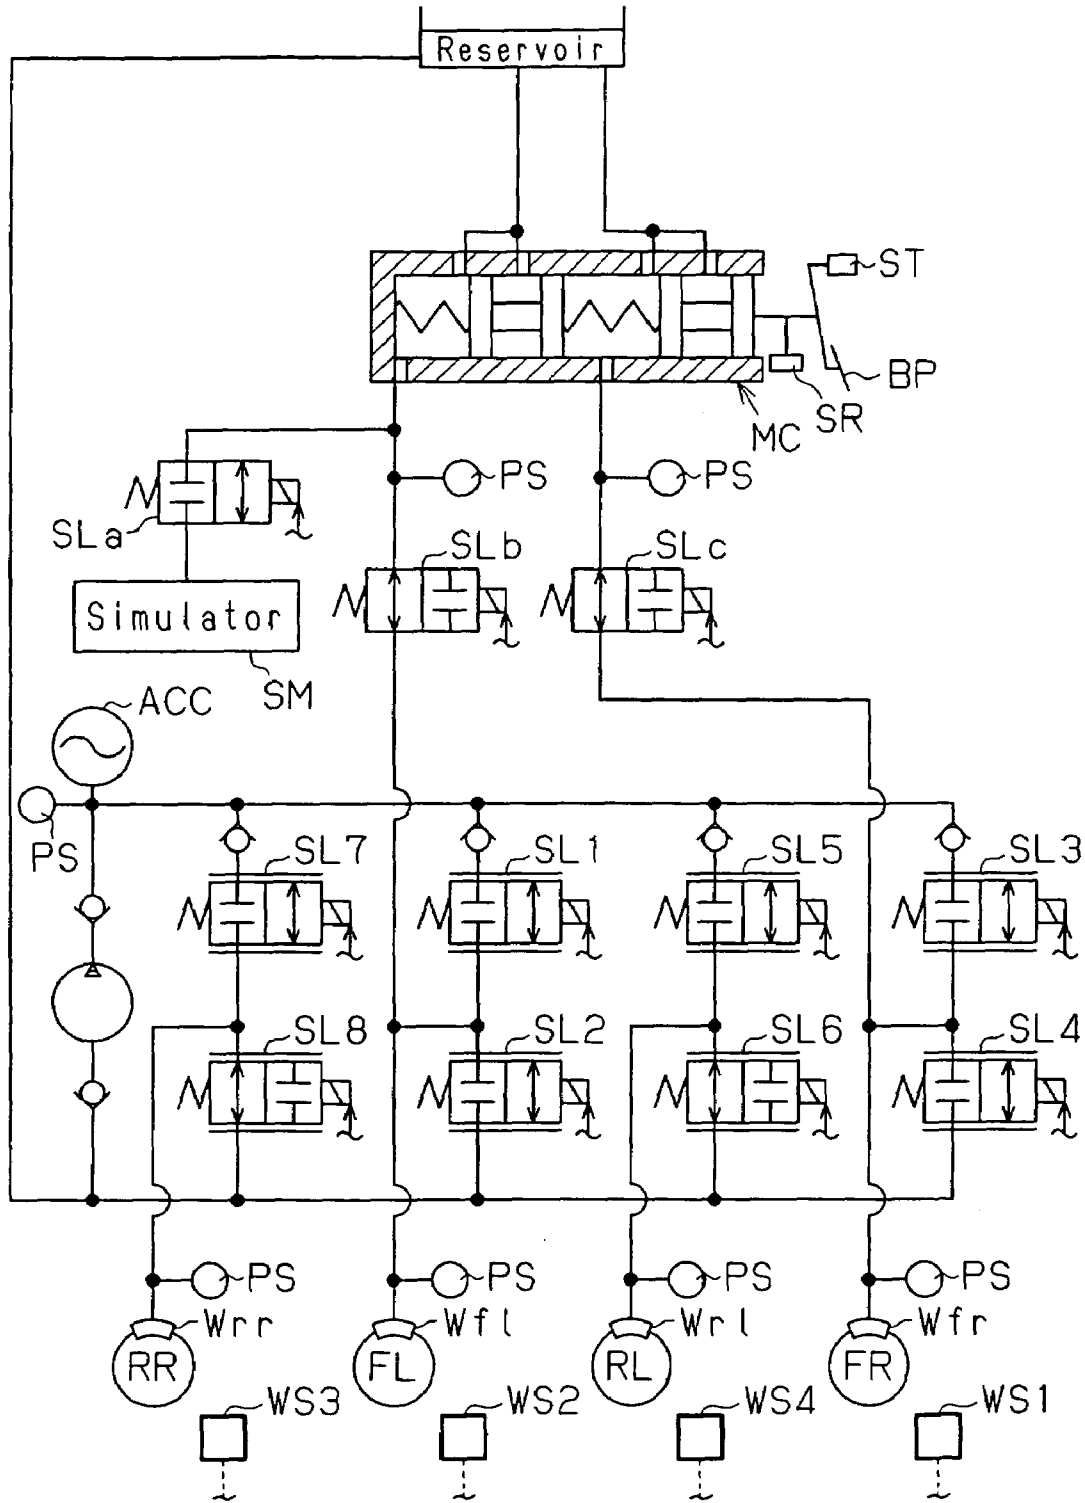 Reservoir
ST
BP
SR
MC
PS
PS
SLa
SLb
SLc
Simulator
SM
ACC
PS
SL7
SL1
SL5
SL3
SL8
SL2
SL6
SL4
PS
PS
PS
PS
Wrr
Wfl
Wrl
Wfr
RR
FL
RL
FR
WS3
WS2
WS4
WS1